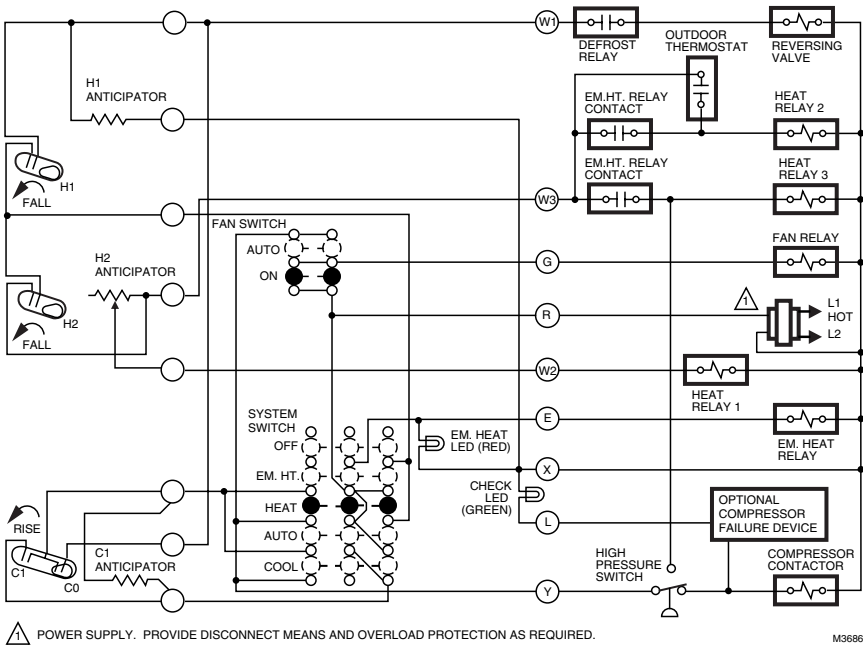 W1
DEFROST
RELAY
OUTDOOR
THERMOSTAT
REVERSING
VALVE
H1
ANTICIPATOR
EM.HT. RELAY
CONTACT
HEAT
RELAY 2
H1
FALL
EM.HT. RELAY
CONTACT
HEAT
RELAY 3
W3
FAN SWITCH
AUTO
ON
G
FAN RELAY
H2
ANTICIPATOR
H2
FALL
R
1
L1
HOT
L2
W2
HEAT
RELAY 1
SYSTEM
SWITCH
OFF
EM. HT.
HEAT
AUTO
COOL
E
EM. HEAT
LED (RED)
EM. HEAT
RELAY
X
CHECK
LED
(GREEN)
L
OPTIONAL
COMPRESSOR
FAILURE DEVICE
RISE
C1
C0
C1
ANTICIPATOR
HIGH
PRESSURE
SWITCH
COMPRESSOR
CONTACTOR
Y
1 POWER SUPPLY. PROVIDE DISCONNECT MEANS AND OVERLOAD PROTECTION AS REQUIRED.
M3686